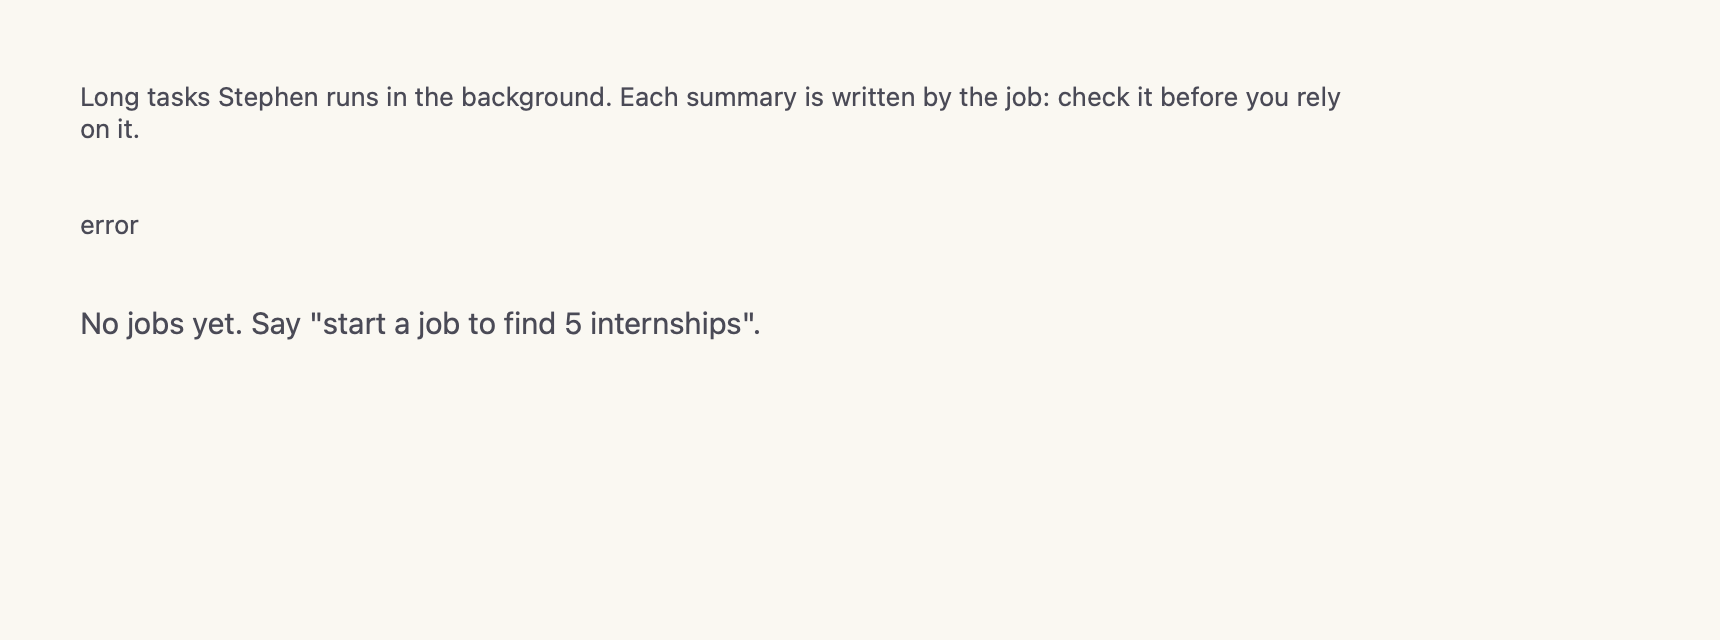 Long tasks Stephen runs in the background. Each summary is written by the job: check it before you rely
on it.
error
No jobs yet. Say "start a job to find 5 internships".